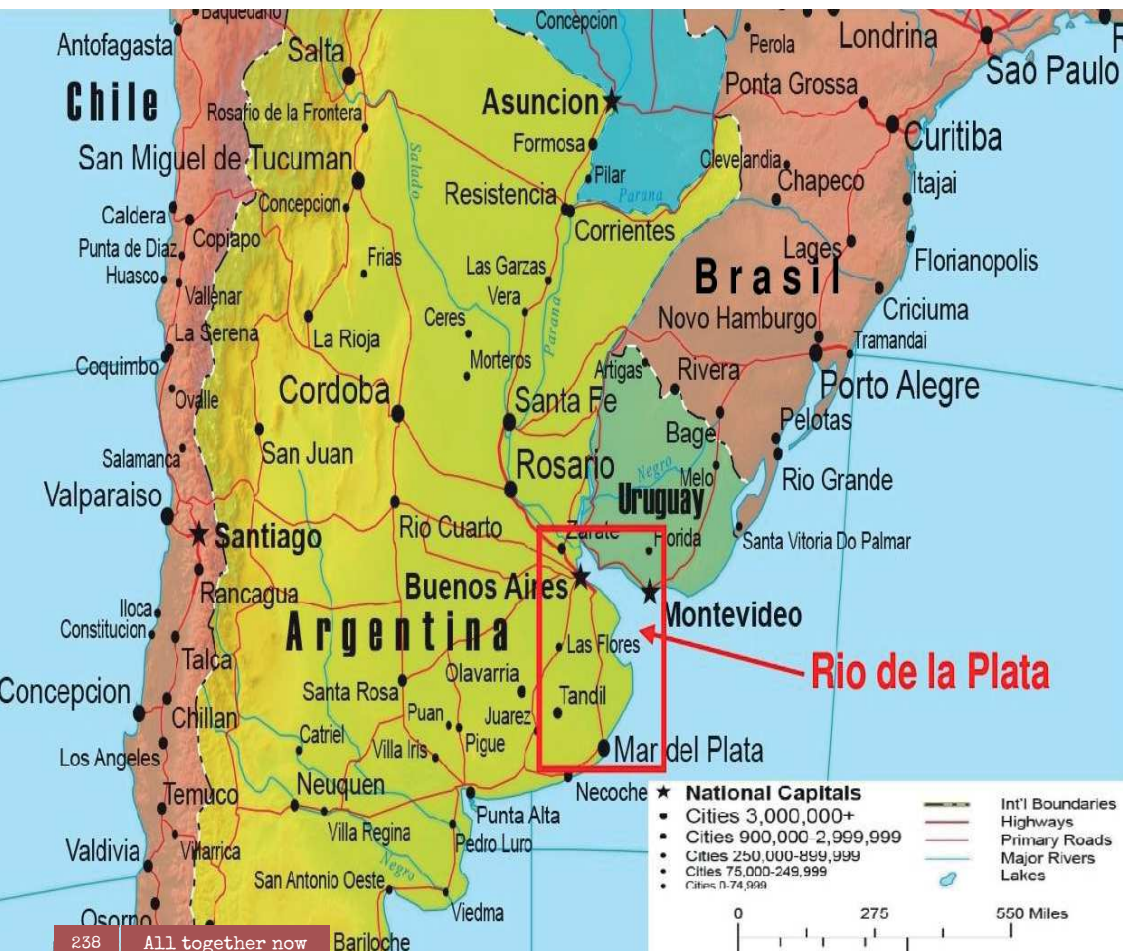 Baquedano
Concepcion
Antofagasta
Salta
Perola
Londrina
Sao Paulo
Chile
Asuncion
Ponta Grossa
Rosario de la Frontera
Formosa
Curitiba
San Miguel de Tucuman
Clevelandia
Pilar
Salado
Parana
Chapeco
Itajai
Resistencia
Caldera
Concepcion
Corrientes
Copiapo
Punta de Diaz
Lages
Florianopolis
Frias
Las Garzas
Huasco
Brasil
Vallenar
Vera
Criciuma
Ceres
Parana
Novo Hamburgo
La Serena
La Rioja
Tramandai
Coquimbo
Morteros
Artigas
Rivera
Porto Alegre
Cordoba
Ovalle
Santa Fe
Pelotas
Bage
San Juan
Salamanca
Rosario
Negro
Melo
Rio Grande
Valparaiso
Uruguay
Rio Cuarto
Zarate
Florida
Santa Vitoria Do Palmar
Santiago
Buenos Aires
Rancagua
Montevideo
Iloca
Constitucion
Argentina
Las Flores
Talca
Rio de la Plata
Olavarria
Concepcion
Santa Rosa
Tandil
Chillan
Puan
Juarez
Catriel
Pigue
Villa Iris
Mar del Plata
Los Angeles
Neuquen
Necoche
Temuco
Punta Alta
Villa Regina
Pedro Luro
Valdivia
Villarrica
Negro
San Antonio Oeste
Viedma
Osorno
Bariloche
National Capitals
Cities 3,000,000+
Cities 900,000-2,999,999
Cities 250,000-899,999
Cities 75,000-249,999
Cities 0-74,999
Int'l Boundaries
Highways
Primary Roads
Major Rivers
Lakes
0 275 550 Miles
238 All together now